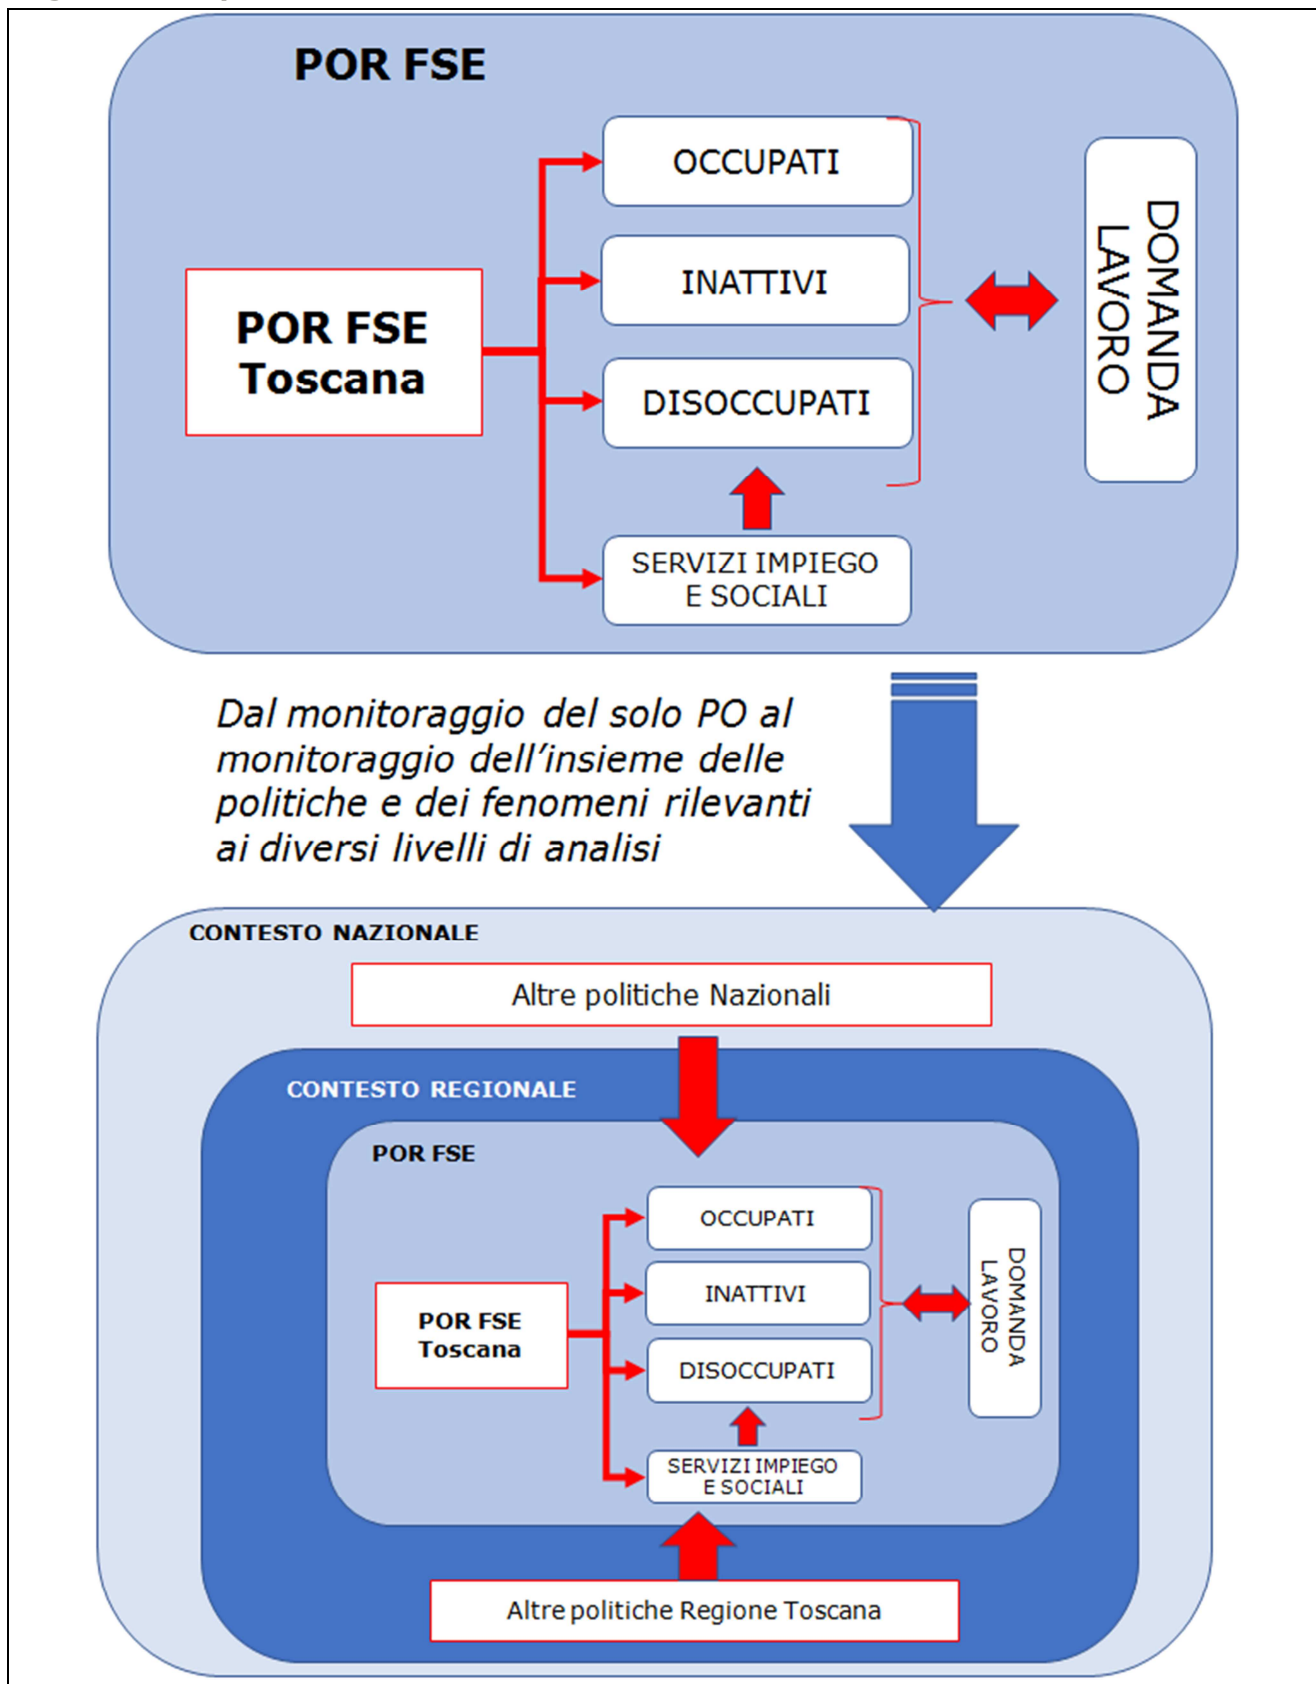 POR FSE
OCCUPATI
INATTIVI
POR FSE
Toscana
DISOCCUPATI
SERVIZI IMPIEGO
E SOCIALI
DOMANDA
LAVORO
Dal monitoraggio del solo PO al
monitoraggio dell'insieme delle
politiche e dei fenomeni rilevanti
ai diversi livelli di analisi
CONTESTO NAZIONALE
Altre politiche Nazionali
CONTESTO REGIONALE
POR FSE
OCCUPATI
INATTIVI
POR FSE
Toscana
DISOCCUPATI
SERVIZI IMPIEGO
E SOCIALI
DOMANDA
LAVORO
Altre politiche Regione Toscana